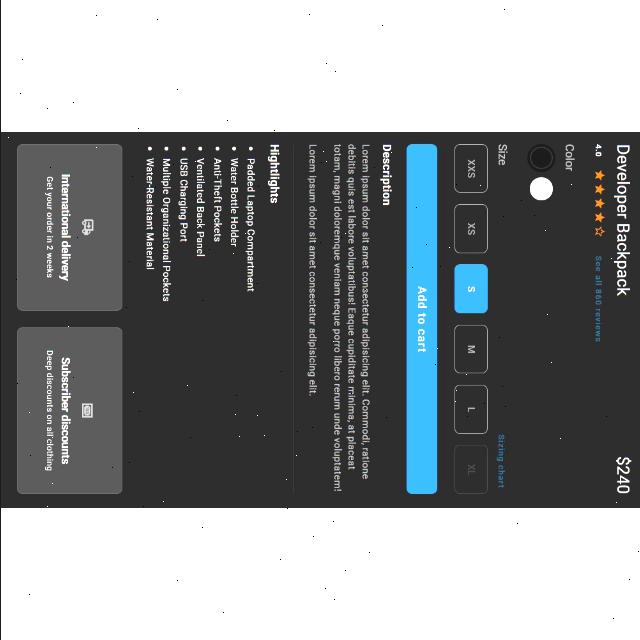 Developer Backpack
$240
4.0
See all 860 reviews
Color
Size
Sizing chart
XXS
XS
S
M
L
XL
Add to cart
Description
Lorem ipsum dolor sit amet consectetur adipisicing elit. Commodi, ratione
debitis quis est labore voluptatibus! Eaque cupiditate minima, at placeat
totam, magni doloremque veniam neque porro libero rerum unde voluptatem!
Lorem ipsum dolor sit amet consectetur adipisicing elit.
Highlights
• Padded Laptop Compartment
• Water Bottle Holder
• Anti-Theft Pockets
• Ventilated Back Panel
• USB Charging Port
• Multiple Organizational Pockets
• Water-Resistant Material
International delivery
Get your order in 2 weeks
Subscriber discounts
Deep discounts on all clothing